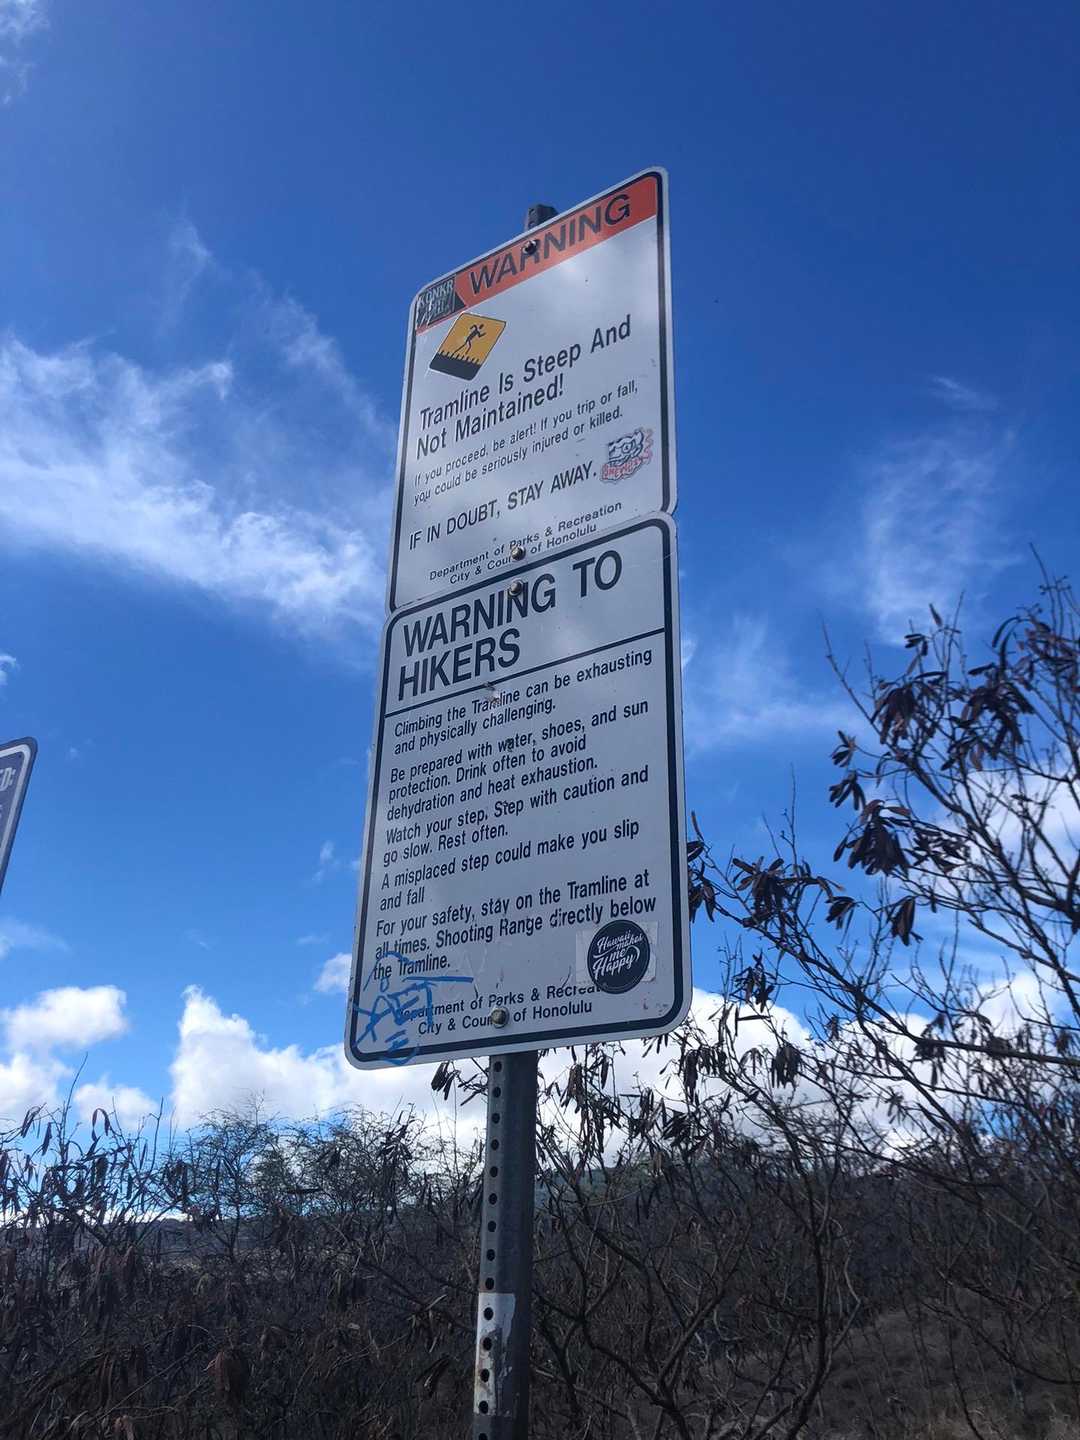 WARNING
Tramline Is Steep And
Not Maintained!
If you proceed, be alert! If you trip or fall,
you could be seriously injured or killed.
IF IN DOUBT, STAY AWAY.
Department of Parks & Recreation
City & County of Honolulu
WARNING TO
HIKERS
Climbing the Tramline can be exhausting
and physically challenging.
Be prepared with water, shoes, and sun
protection. Drink often to avoid
dehydration and heat exhaustion.
Watch your step. Step with caution and
go slow. Rest often.
A misplaced step could make you slip
and fall
For your safety, stay on the Tramline at
all times. Shooting Range directly below
the Tramline.
Hawaii
makes
me
Happy
Department of Parks & Recreat
City & County of Honolulu